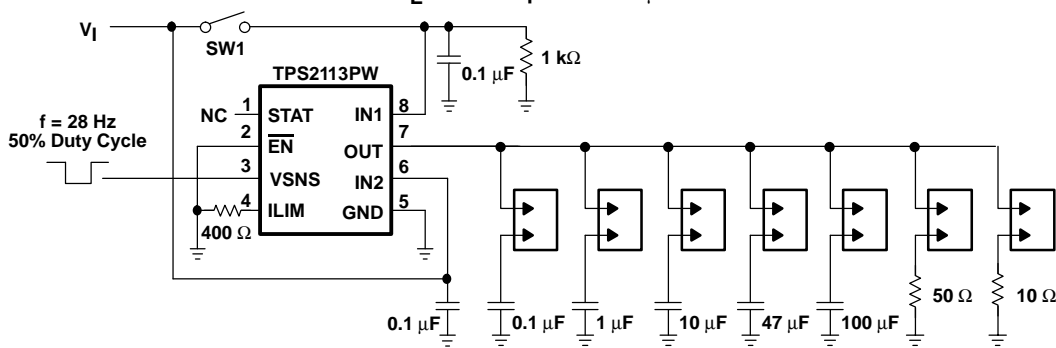 VI
SW1
0.1 µF
1 kΩ
TPS2113PW
NC
1
STAT
IN1
8
f = 28 Hz
50% Duty Cycle
2
EN
OUT
7
3
VSNS
IN2
6
4
ILIM
GND
5
400 Ω
0.1 µF
0.1 µF
1 µF
10 µF
47 µF
100 µF
50 Ω
10 Ω